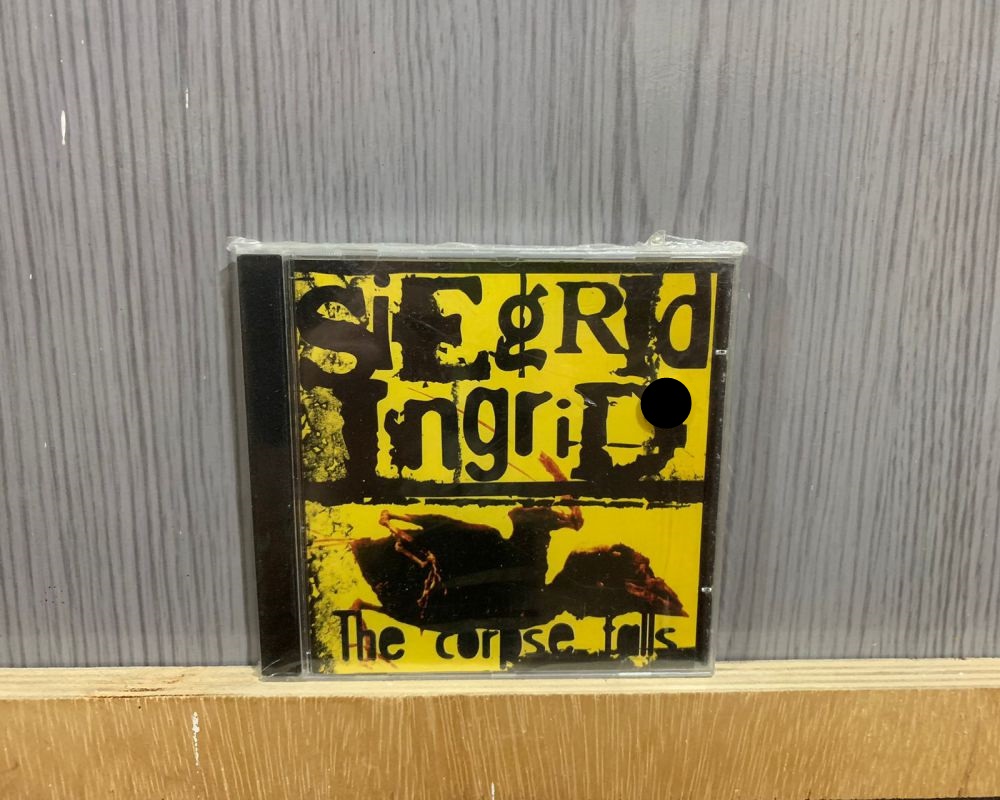 SiEgRId
IngriD
The corpse falls